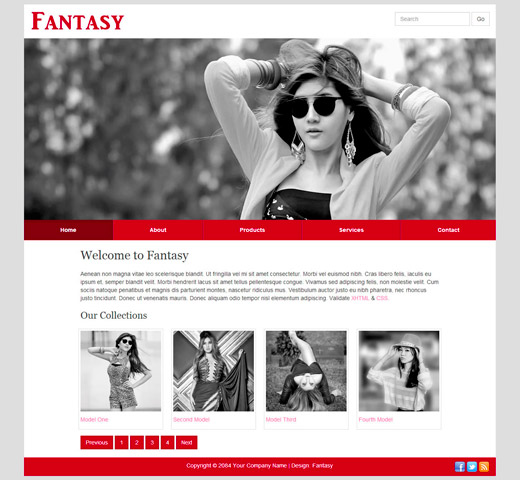 Fantasy
Search Go
Home About Products Services Contact
Welcome to Fantasy
Aenean non magna vitae leo scelerisque blandit. Ut fringilla vel mi sit amet consectetur. Morbi vel euismod nibh. Cras libero felis, iaculis eu
ipsum et, semper blandit velit. Morbi hendrerit lacus sit amet tellus pellentesque congue. Vivamus sed adipiscing felis, non molestie velit. Cum
sociis natoque penatibus et magnis dis parturient montes, nascetur ridiculus mus. Vestibulum auctor justo eu nibh pharetra, nec rhoncus
justo tincidunt. Donec ut venenatis mauris. Donec aliquam odio tempor nisl elementum adipiscing. Validate XHTML & CSS.
Our Collections
Model One Second Model Model Third Fourth Model
Previous 1 2 3 4 Next
Copyright © 2084 Your Company Name | Design: Fantasy